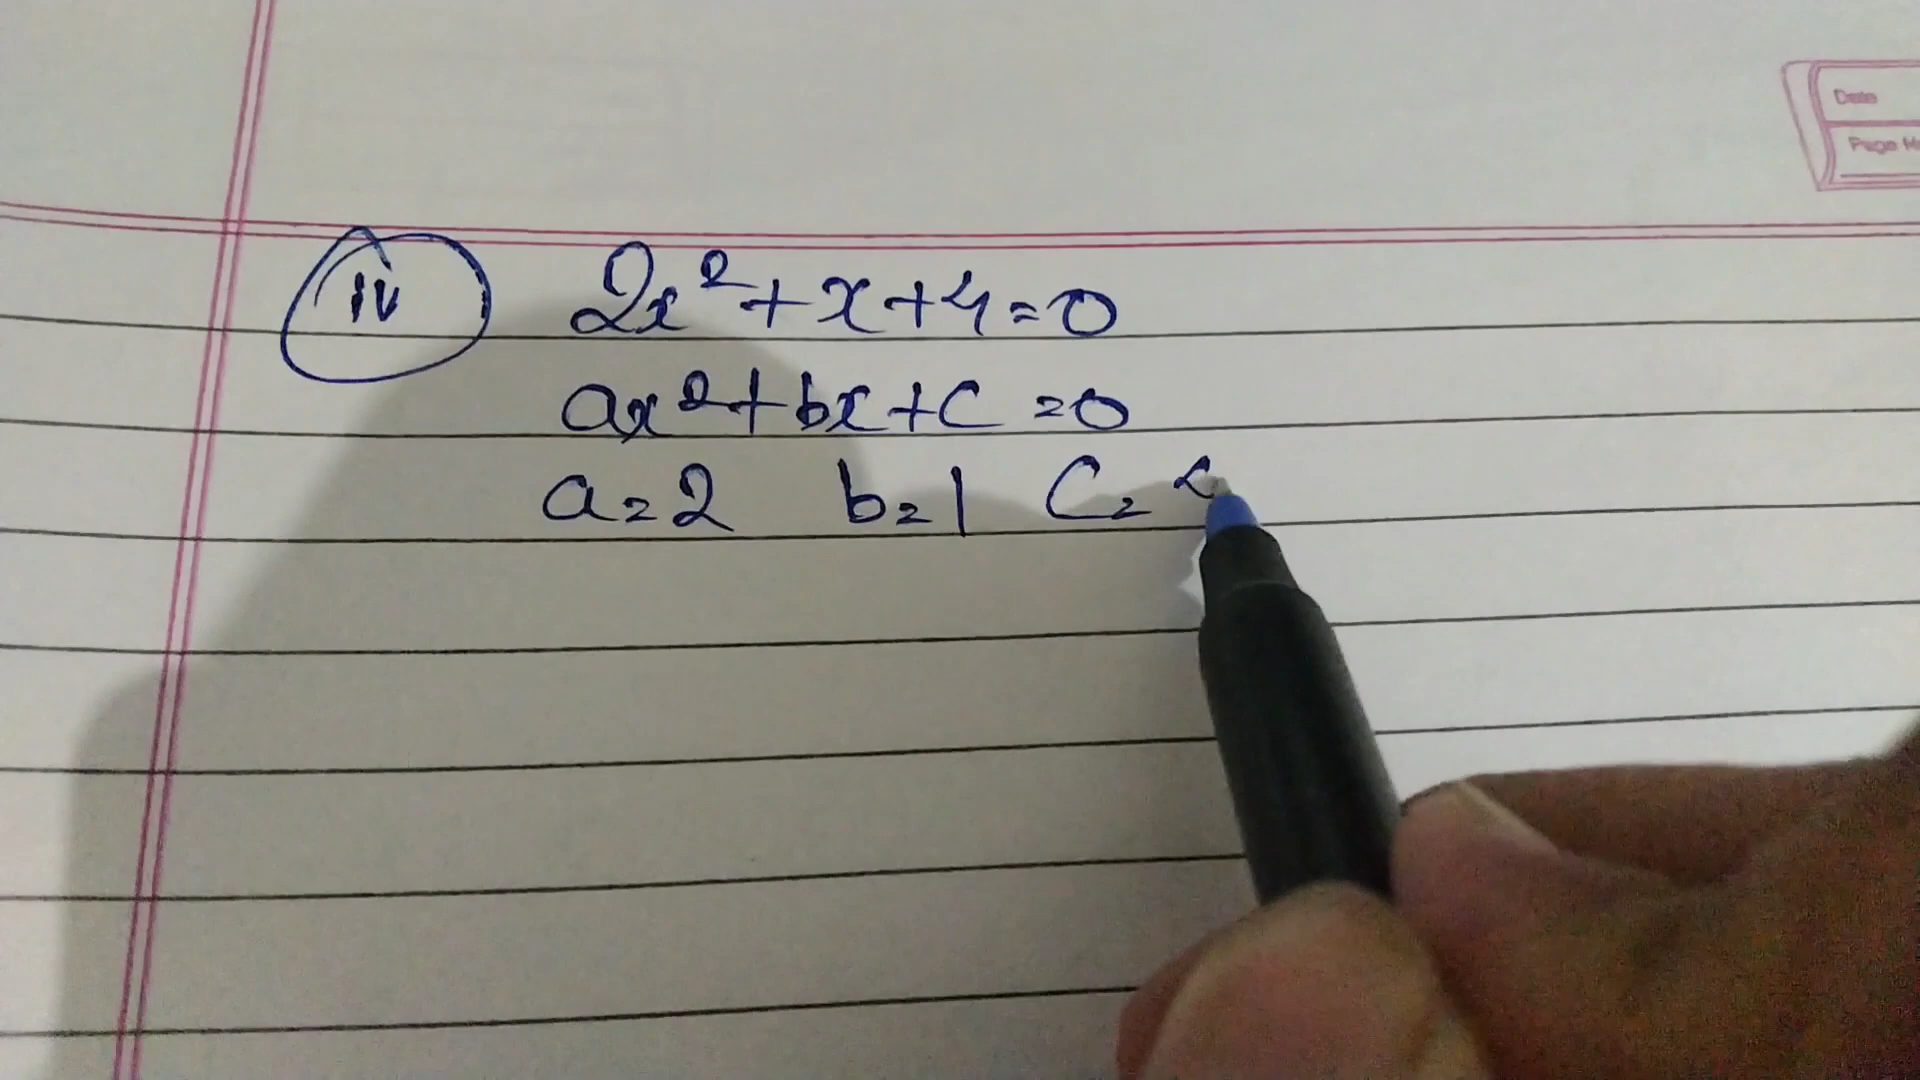 Date
Page
iv 2x²+x+4=0
ax²+bx+c=0
a=2 b=1 C=